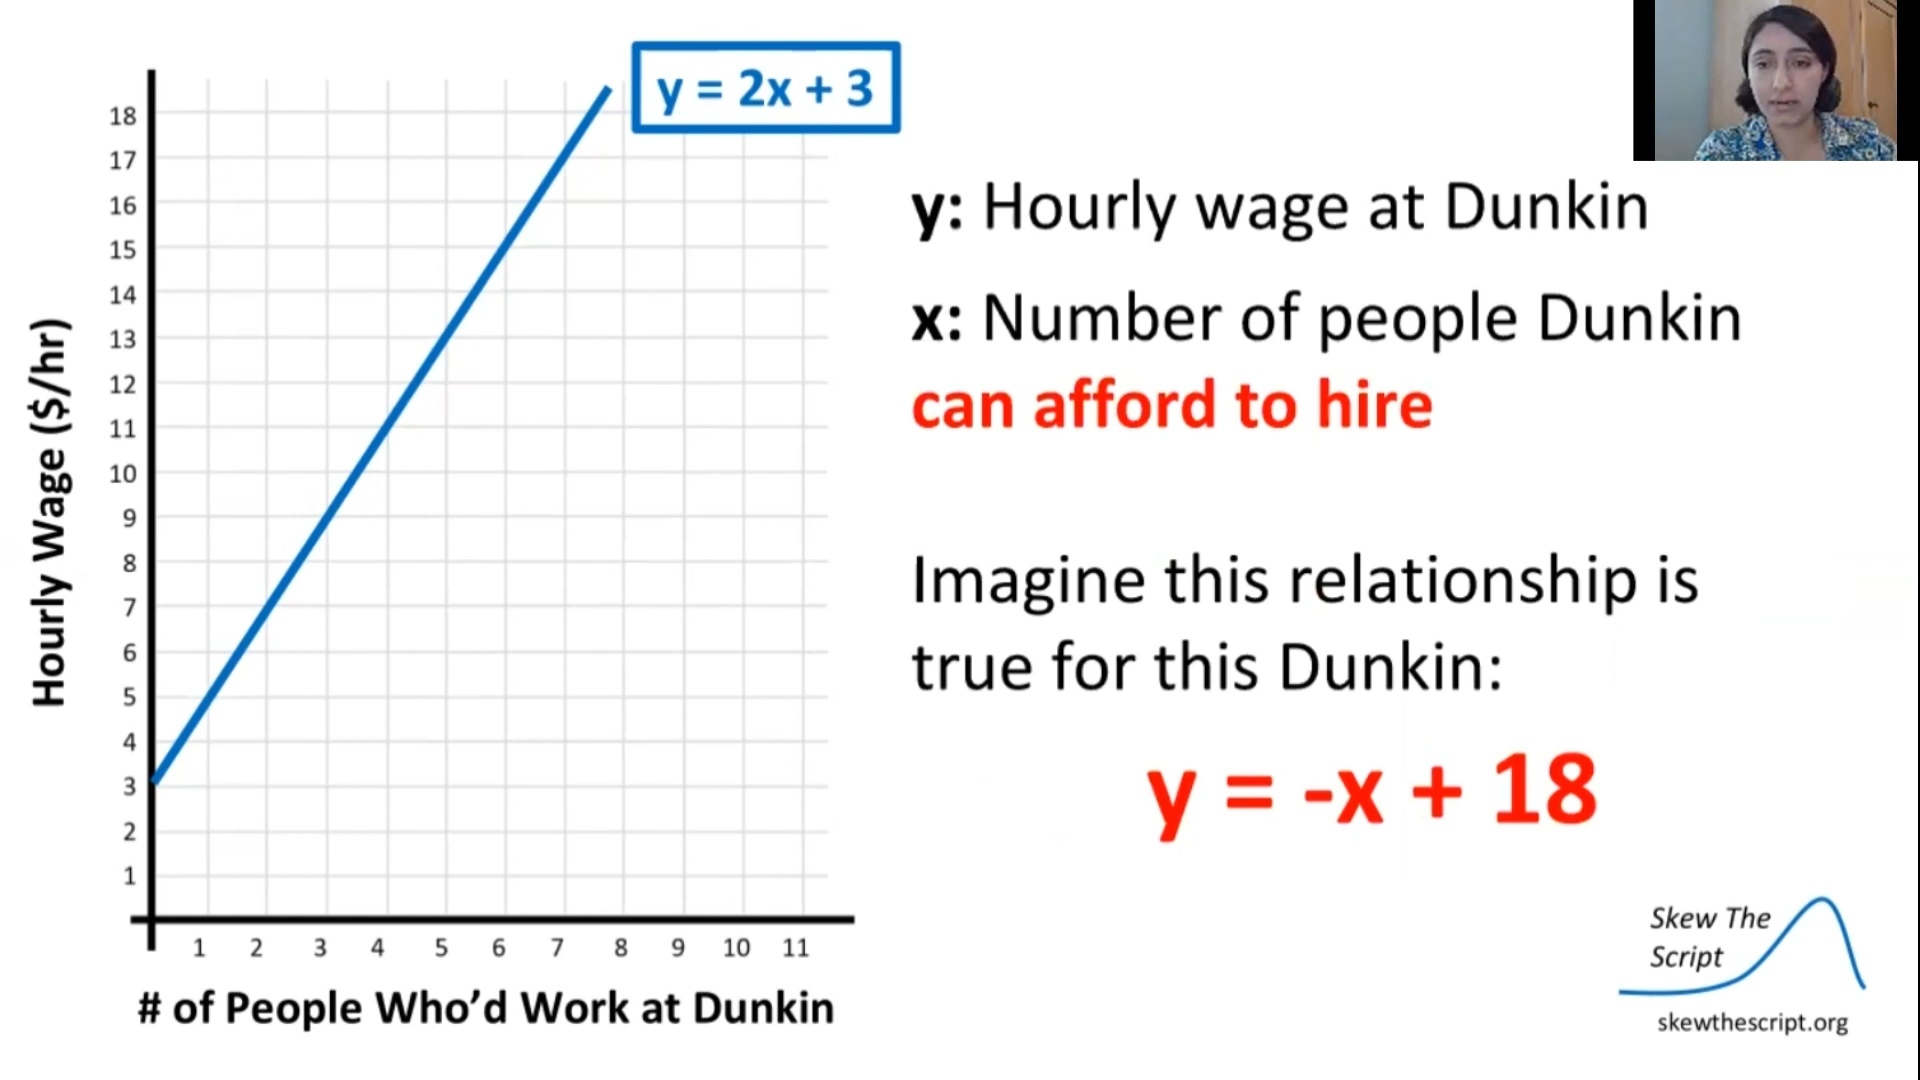 y = 2x + 3
18
17
16
15
14
13
12
11
10
9
8
7
6
5
4
3
2
1
Hourly Wage ($/hr)
1 2 3 4 5 6 7 8 9 10 11
# of People Who’d Work at Dunkin
y: Hourly wage at Dunkin
x: Number of people Dunkin
can afford to hire
Imagine this relationship is
true for this Dunkin:
y = -x + 18
Skew The
Script
skewthescript.org